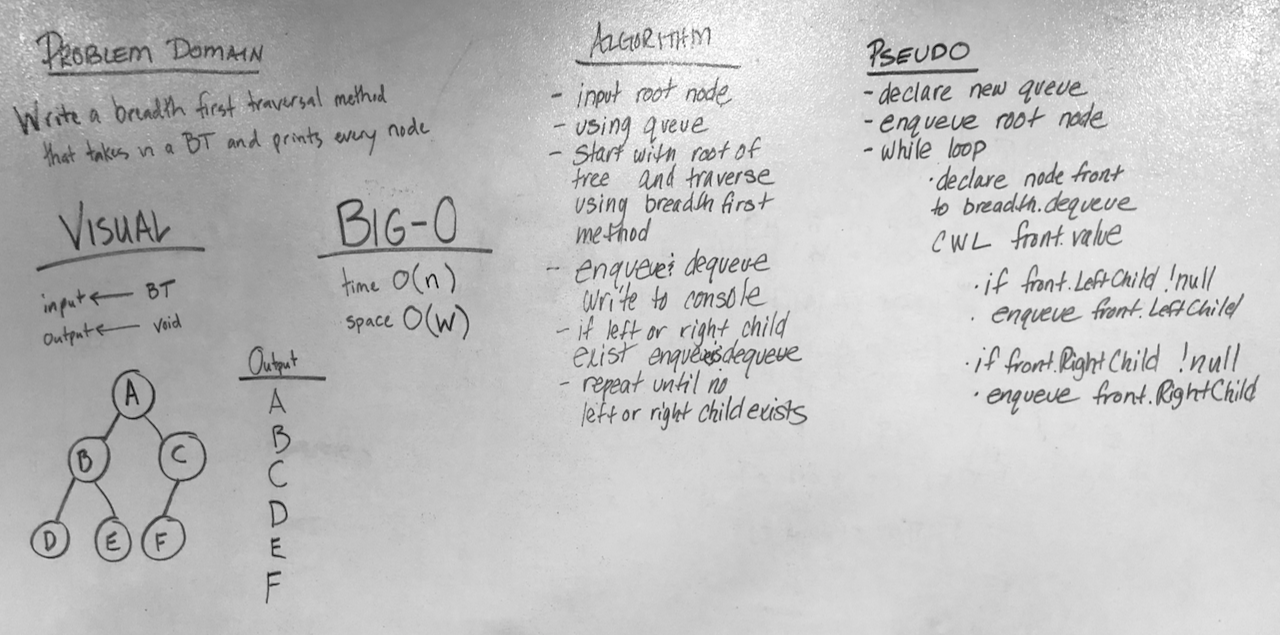 PROBLEM DOMAIN
Write a breadth first traversal method
that takes in a BT and prints every node
VISUAL
input ← BT
output ← void
A
B
C
D
E
F
BIG-O
time O(n)
space O(w)
Output
A
B
C
D
E
F
ALGORITHM
- input root node
- using queue
- Start with root of
tree and traverse
using breadth first
method
- enqueue & dequeue
write to console
- if left or right child
exist enqueue & dequeue
- repeat until no
left or right child exists
PSEUDO
- declare new queue
- enqueue root node
- while loop
· declare node front
to breadth.dequeue
CWL front.value
· if front.LeftChild !null
· enqueue front.LeftChild
· if front.RightChild !null
· enqueue front.RightChild